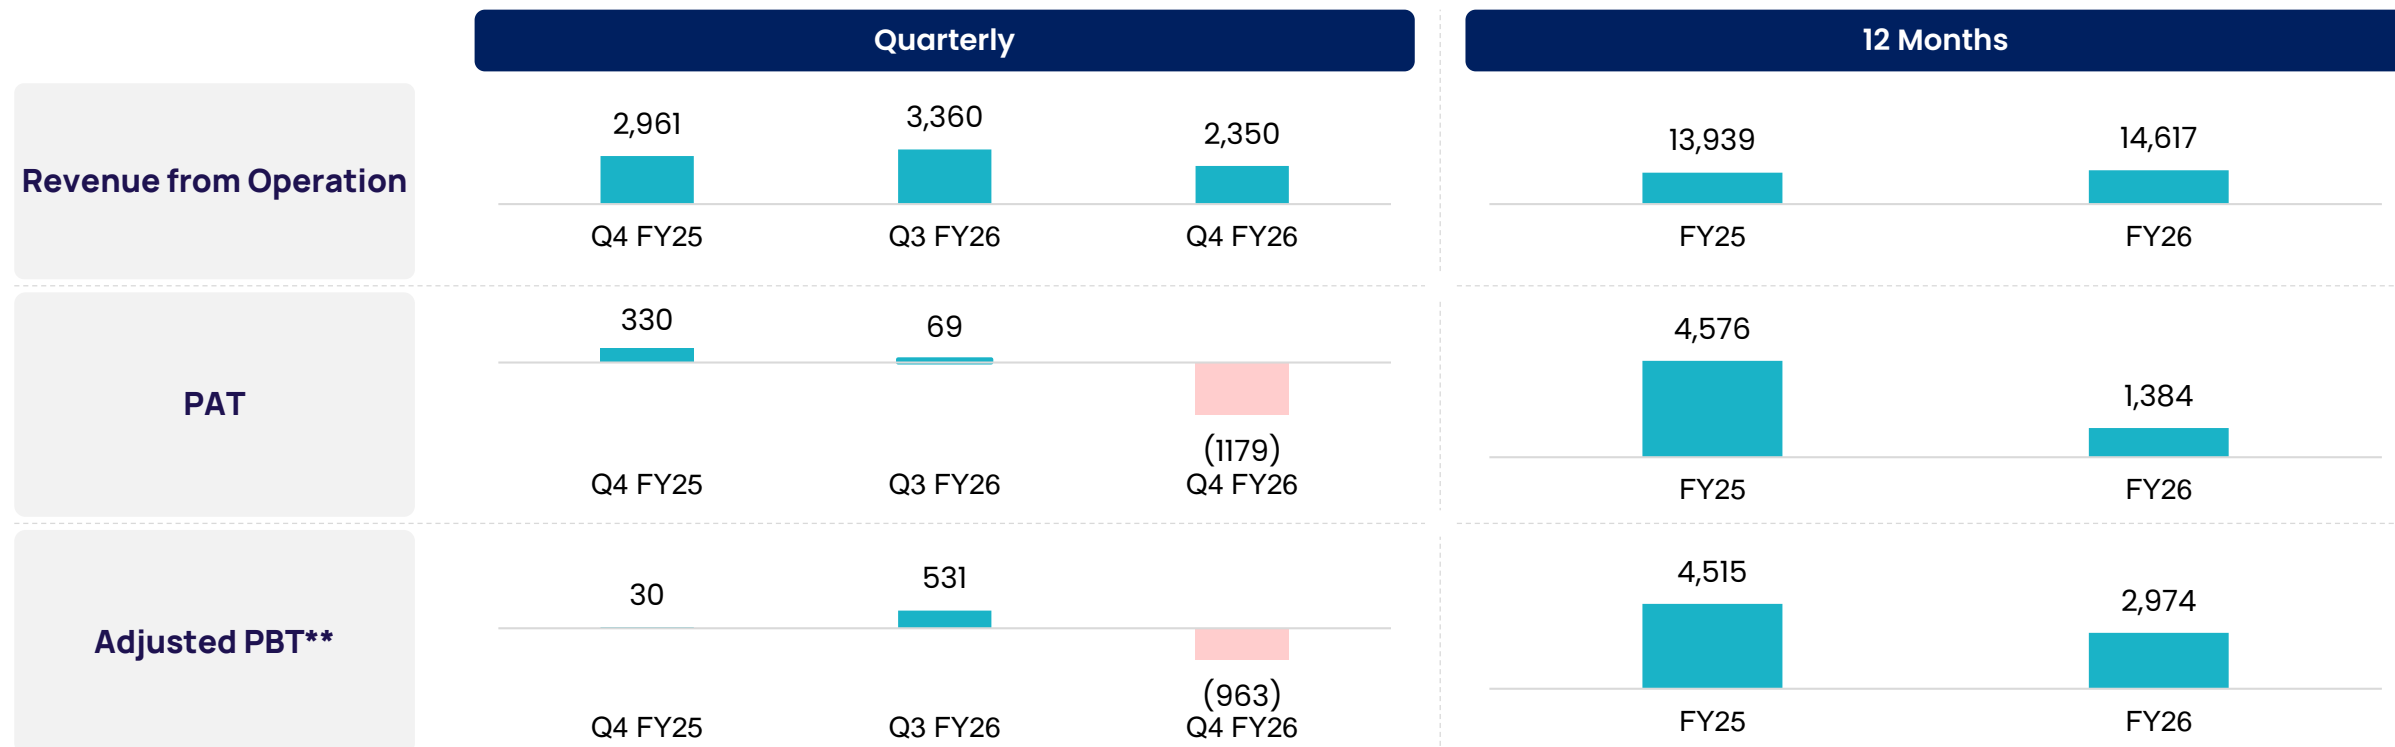 Quarterly
12 Months
Revenue from Operation
2,961
3,360
2,350
13,939
14,617
Q4 FY25
Q3 FY26
Q4 FY26
FY25
FY26
PAT
330
69
(1179)
4,576
1,384
Q4 FY25
Q3 FY26
Q4 FY26
FY25
FY26
Adjusted PBT**
30
531
(963)
4,515
2,974
Q4 FY25
Q3 FY26
Q4 FY26
FY25
FY26